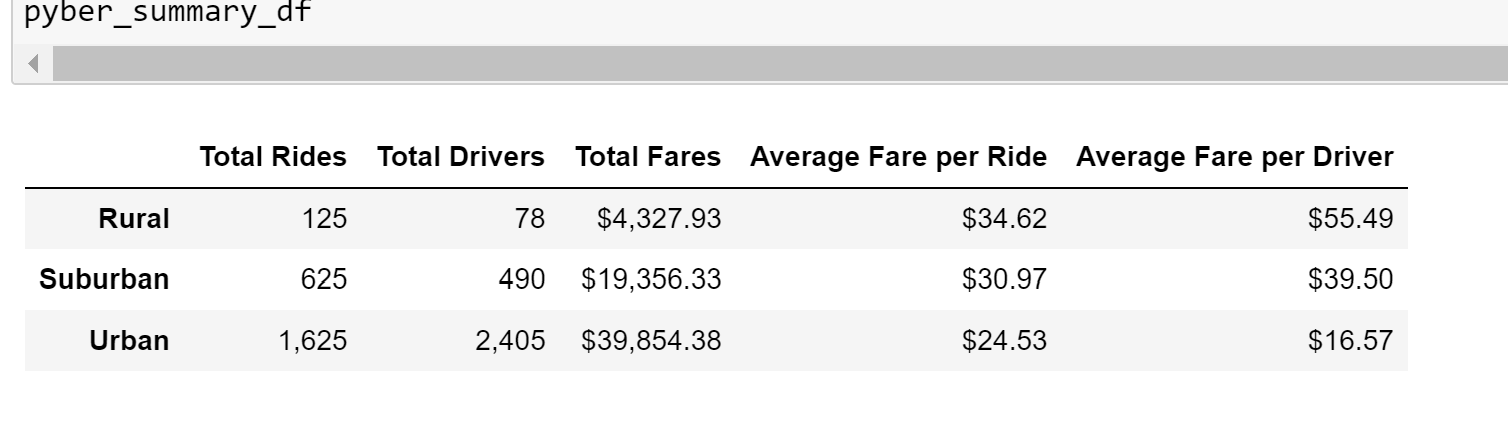 pyber_summary_df
Total Rides Total Drivers Total Fares Average Fare per Ride Average Fare per Driver
Rural 125 78 $4,327.93 $34.62 $55.49
Suburban 625 490 $19,356.33 $30.97 $39.50
Urban 1,625 2,405 $39,854.38 $24.53 $16.57